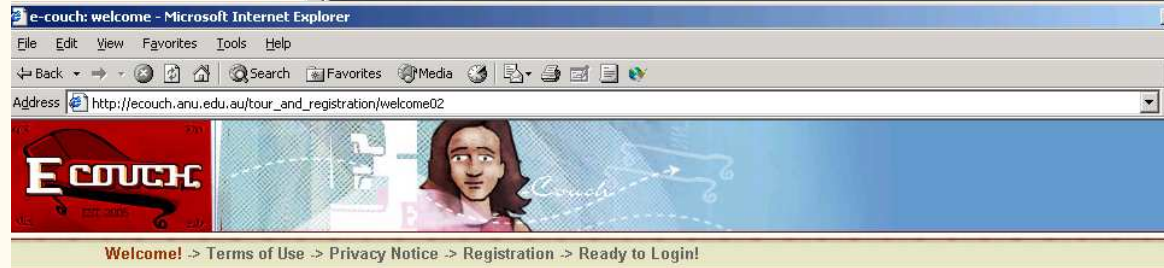 e-couch: welcome - Microsoft Internet Explorer
File Edit View Favorites Tools Help
Back Search Favorites Media
Address http://ecouch.anu.edu.au/tour_and_registration/welcome02
E COUCH
EST. 2005
Couch
Welcome! -> Terms of Use -> Privacy Notice -> Registration -> Ready to Login!